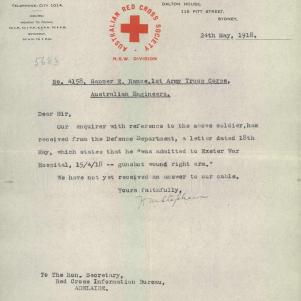 TELEPHONE: CITY 1014.
DALTON HOUSE,
115 PITT STREET,
SYDNEY.
AUSTRALIAN RED CROSS SOCIETY
N.S.W. DIVISION
24th May, 1918.
No. 4158, Sapper E. 1st Army Troop Corps,
Australian Engineers.
Dear Sir,
Our enquirer with reference to the above soldier, has
received from the Defence Department, a letter dated 18th
May, which states that he "was admitted to Exeter War
Hospital, 15/4/18 -- gunshot wound right arm."
We have not yet received an answer to our cable.
Yours faithfully,
To The Hon. Secretary,
Red Cross Information Bureau,
ADELAIDE.